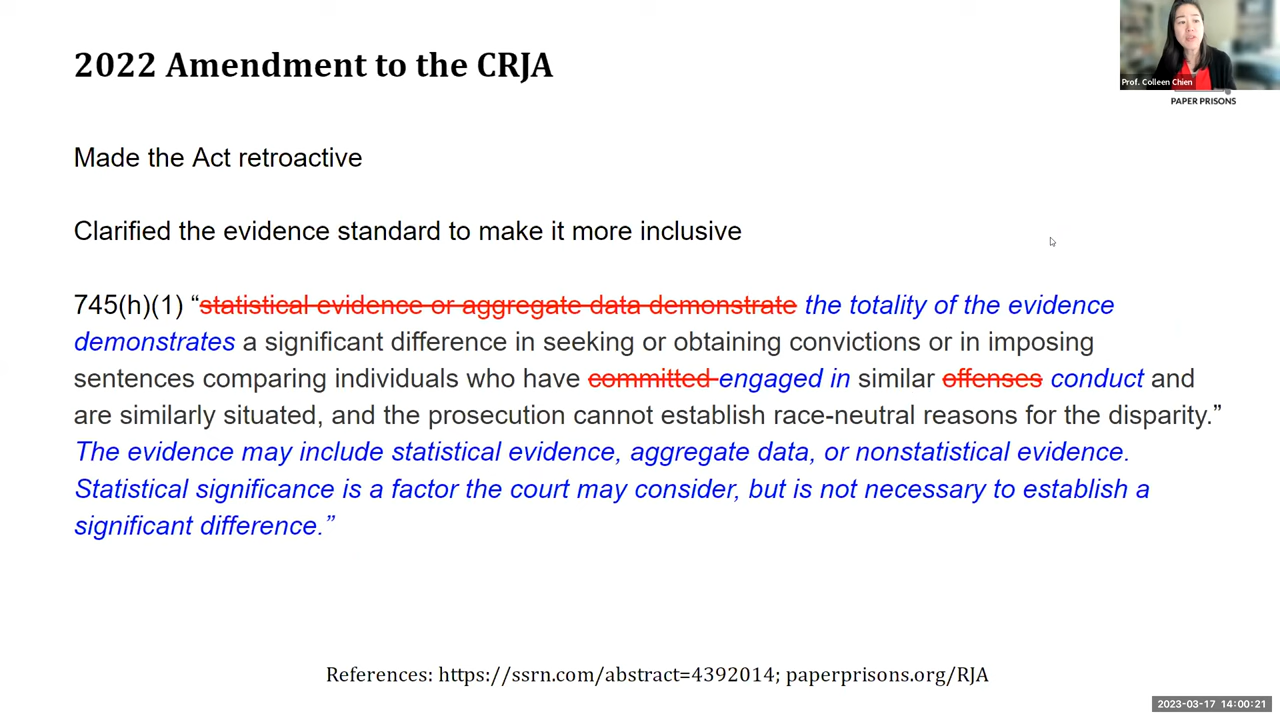 2022 Amendment to the CRJA
Prof. Colleen Chien
PAPER PRISONS
Made the Act retroactive
Clarified the evidence standard to make it more inclusive
745(h)(1) “statistical evidence or aggregate data demonstrate the totality of the evidence
demonstrates a significant difference in seeking or obtaining convictions or in imposing
sentences comparing individuals who have committed engaged in similar offenses conduct and
are similarly situated, and the prosecution cannot establish race-neutral reasons for the disparity.”
The evidence may include statistical evidence, aggregate data, or nonstatistical evidence.
Statistical significance is a factor the court may consider, but is not necessary to establish a
significant difference.”
References: https://ssrn.com/abstract=4392014; paperprisons.org/RJA
2023-03-17 14:00:21